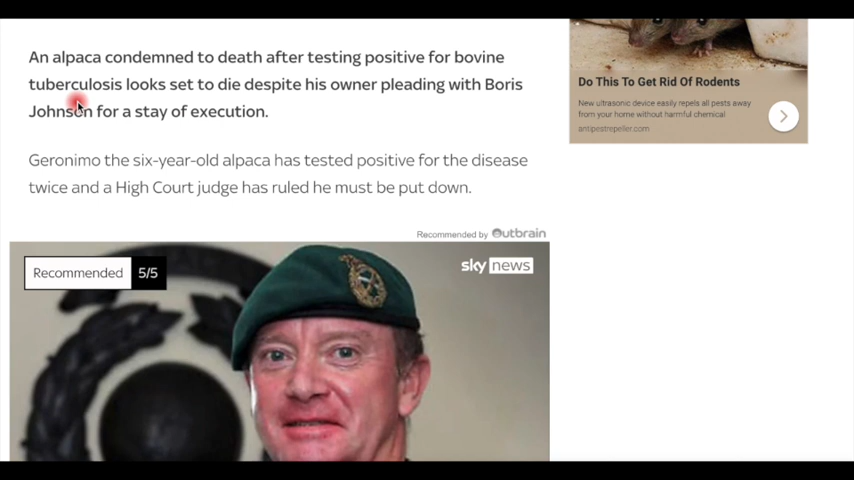 An alpaca condemned to death after testing positive for bovine
tuberculosis looks set to die despite his owner pleading with Boris
Johnson for a stay of execution.
Geronimo the six-year-old alpaca has tested positive for the disease
twice and a High Court judge has ruled he must be put down.
Recommended by Outbrain
Recommended 5/5
sky news
Do This To Get Rid Of Rodents
New ultrasonic device easily repels all pests away
from your home without harmful chemical
antipestrepeller.com